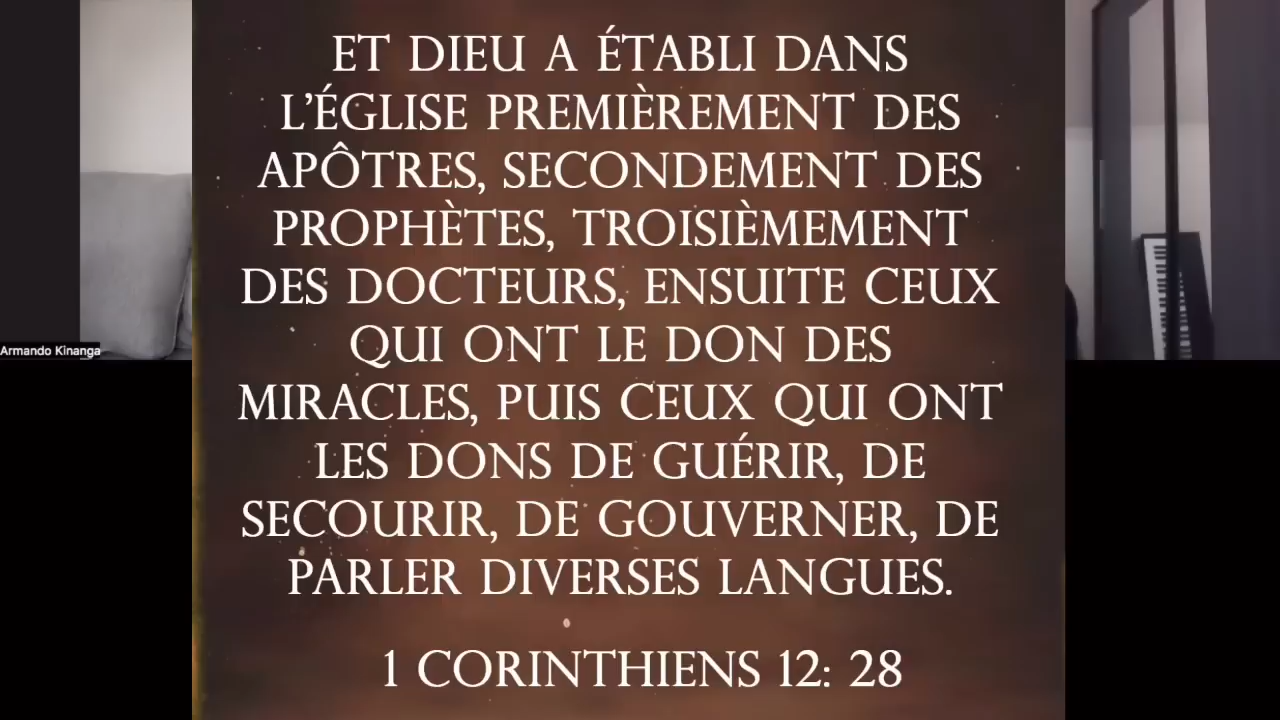 ET DIEU A ÉTABLI DANS
L'ÉGLISE PREMIÈREMENT DES
APÔTRES, SECONDEMENT DES
PROPHÈTES, TROISIÈMEMENT
DES DOCTEURS, ENSUITE CEUX
QUI ONT LE DON DES
MIRACLES, PUIS CEUX QUI ONT
LES DONS DE GUÉRIR, DE
SECOURIR, DE GOUVERNER, DE
PARLER DIVERSES LANGUES.
1 CORINTHIENS 12: 28
Armando Kinanga